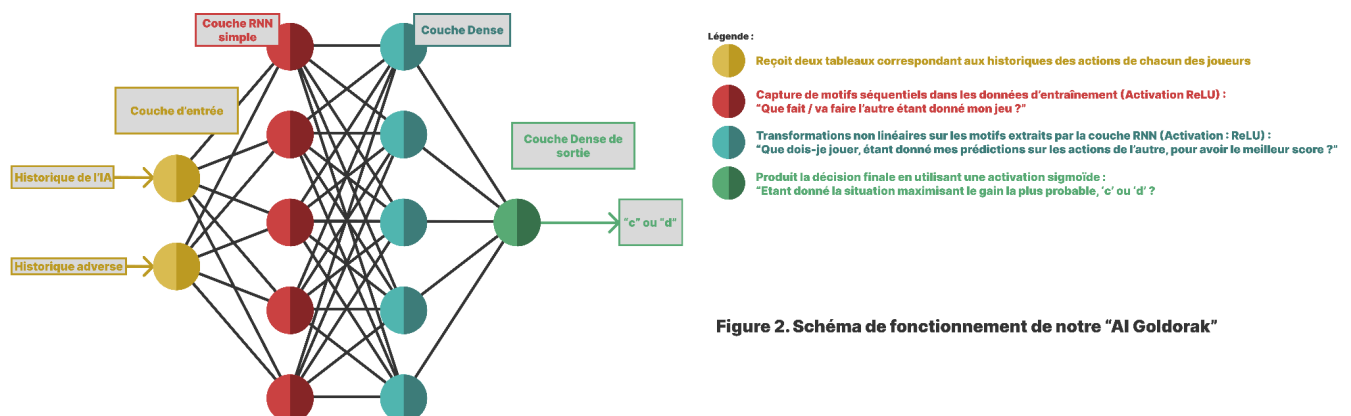 Couche RNN
simple
Couche Dense
Couche d'entrée
Couche Dense de
sortie
Historique de l'IA
"c" ou "d"
Historique adverse
Légende :
Reçoit deux tableaux correspondant aux historiques des actions de chacun des joueurs
Capture de motifs séquentiels dans les données d'entraînement (Activation ReLU) :
"Que fait / va faire l'autre étant donné mon jeu ?"
Transformations non linéaires sur les motifs extraits par la couche RNN (Activation : ReLU) :
"Que dois-je jouer, étant donné mes prédictions sur les actions de l'autre, pour avoir le meilleur score ?"
Produit la décision finale en utilisant une activation sigmoïde :
"Etant donné la situation maximisant le gain la plus probable, 'c' ou 'd' ?
Figure 2. Schéma de fonctionnement de notre "AI Goldorak"